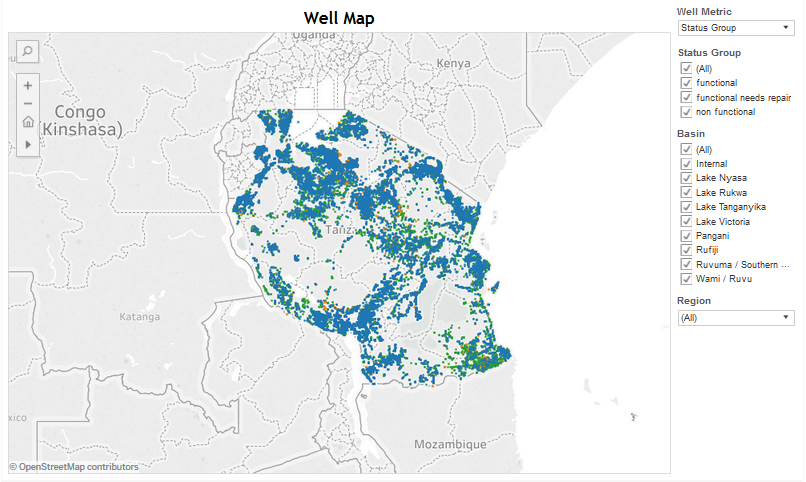 Well Map
Uganda
Kenya
Congo
(Kinshasa)
Tanz
Katanga
xico
Mozambique
© OpenStreetMap contributors
Well Metric
Status Group
Status Group
(All)
functional
functional needs repair
non functional
Basin
(All)
Internal
Lake Nyasa
Lake Rukwa
Lake Tanganyika
Lake Victoria
Pangani
Rufiji
Ruvuma / Southern ...
Wami / Ruvu
Region
(All)